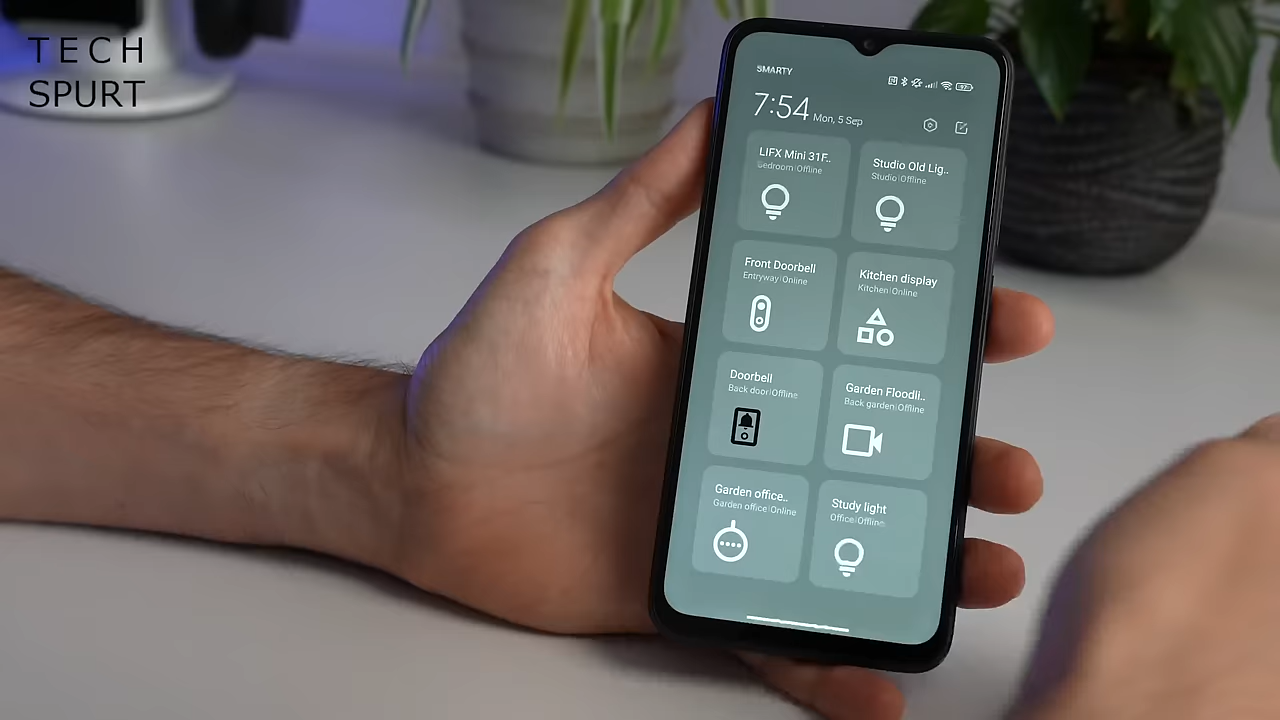 TECH
SPURT
SMARTY
7:54 Mon, 5 Sep
LIFX Mini 31F..
Bedroom|Offline
Studio Old Lig..
Studio|Offline
Front Doorbell
Entryway|Online
Kitchen display
Kitchen|Online
Doorbell
Back door|Offline
Garden Floodli..
Back garden|Offline
Garden office..
Garden office|Online
Study light
Office|Offline